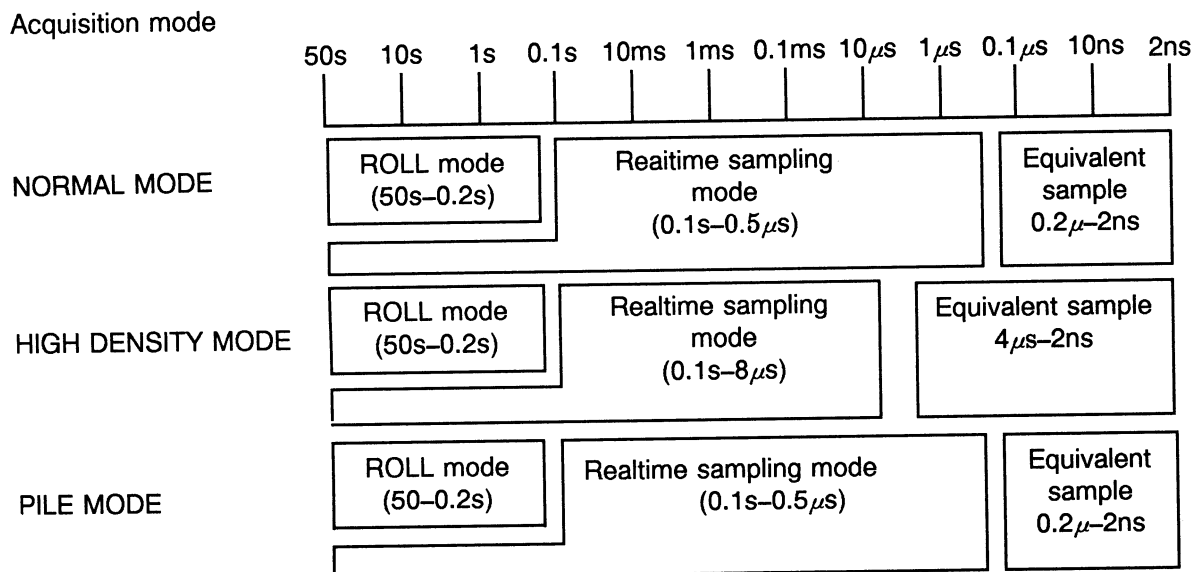 Acquisition mode
50s 10s 1s 0.1s 10ms 1ms 0.1ms 10μs 1μs 0.1μs 10ns 2ns
NORMAL MODE
ROLL mode
(50s–0.2s)
Reaitime sampling
mode
(0.1s–0.5μs)
Equivalent
sample
0.2μ–2ns
HIGH DENSITY MODE
ROLL mode
(50s–0.2s)
Realtime sampling
mode
(0.1s–8μs)
Equivalent sample
4μs–2ns
PILE MODE
ROLL mode
(50–0.2s)
Realtime sampling mode
(0.1s–0.5μs)
Equivalent
sample
0.2μ–2ns